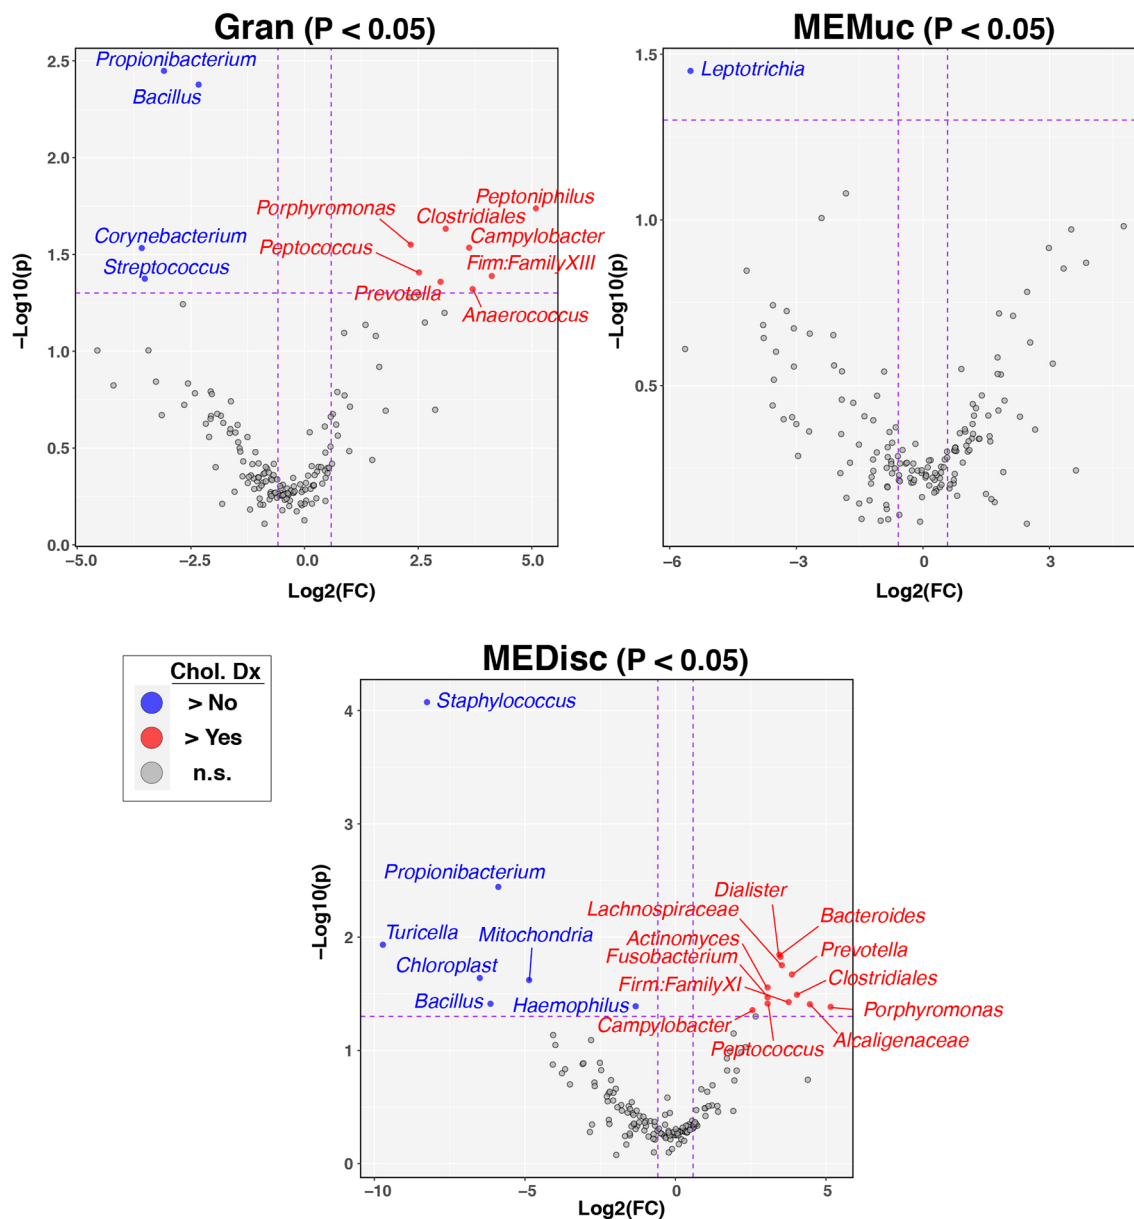 Gran (P < 0.05)
2.5
2.0
1.5
1.0
0.5
0.0
−Log10(p)
Propionibacterium
Bacillus
Corynebacterium
Streptococcus
Peptoniphilus
Porphyromonas
Clostridiales
Peptococcus
Campylobacter
Firm:FamilyXIII
Prevotella
Anaerococcus
−5.0
−2.5
0.0
2.5
5.0
Log2(FC)
MEMuc (P < 0.05)
1.5
1.0
0.5
−Log10(p)
Leptotrichia
−6
−3
0
3
Log2(FC)
Chol. Dx
> No
> Yes
n.s.
MEDisc (P < 0.05)
4
3
2
1
0
−Log10(p)
Staphylococcus
Propionibacterium
Turicella
Mitochondria
Chloroplast
Bacillus
Haemophilus
Dialister
Lachnospiraceae
Bacteroides
Actinomyces
Prevotella
Fusobacterium
Clostridiales
Firm:FamilyXI
Porphyromonas
Campylobacter
Alcaligenaceae
Peptococcus
−10
−5
0
5
Log2(FC)